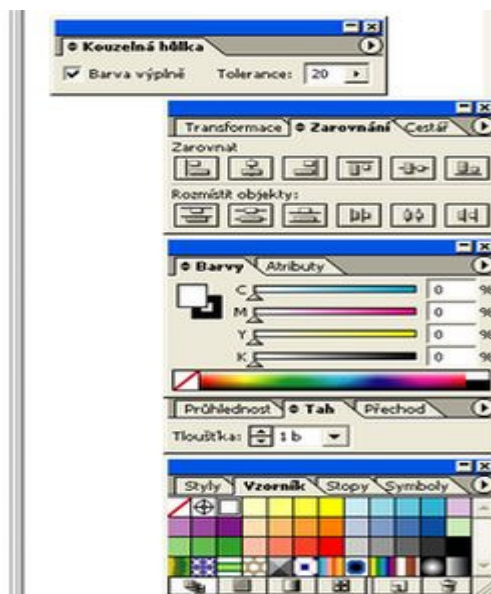 Kouzelná hůlka
Barva výplně Tolerance: 20
Transformace Zarovnání Cestář
Zarovnat
Rozmístit objekty:
Barvy Atributy
C 0 %
M 0 %
Y 0 %
K 0 %
Průhlednost Tah Přechod
Tloušťka: 1 b
Styly Vzorník Stopy Symboly